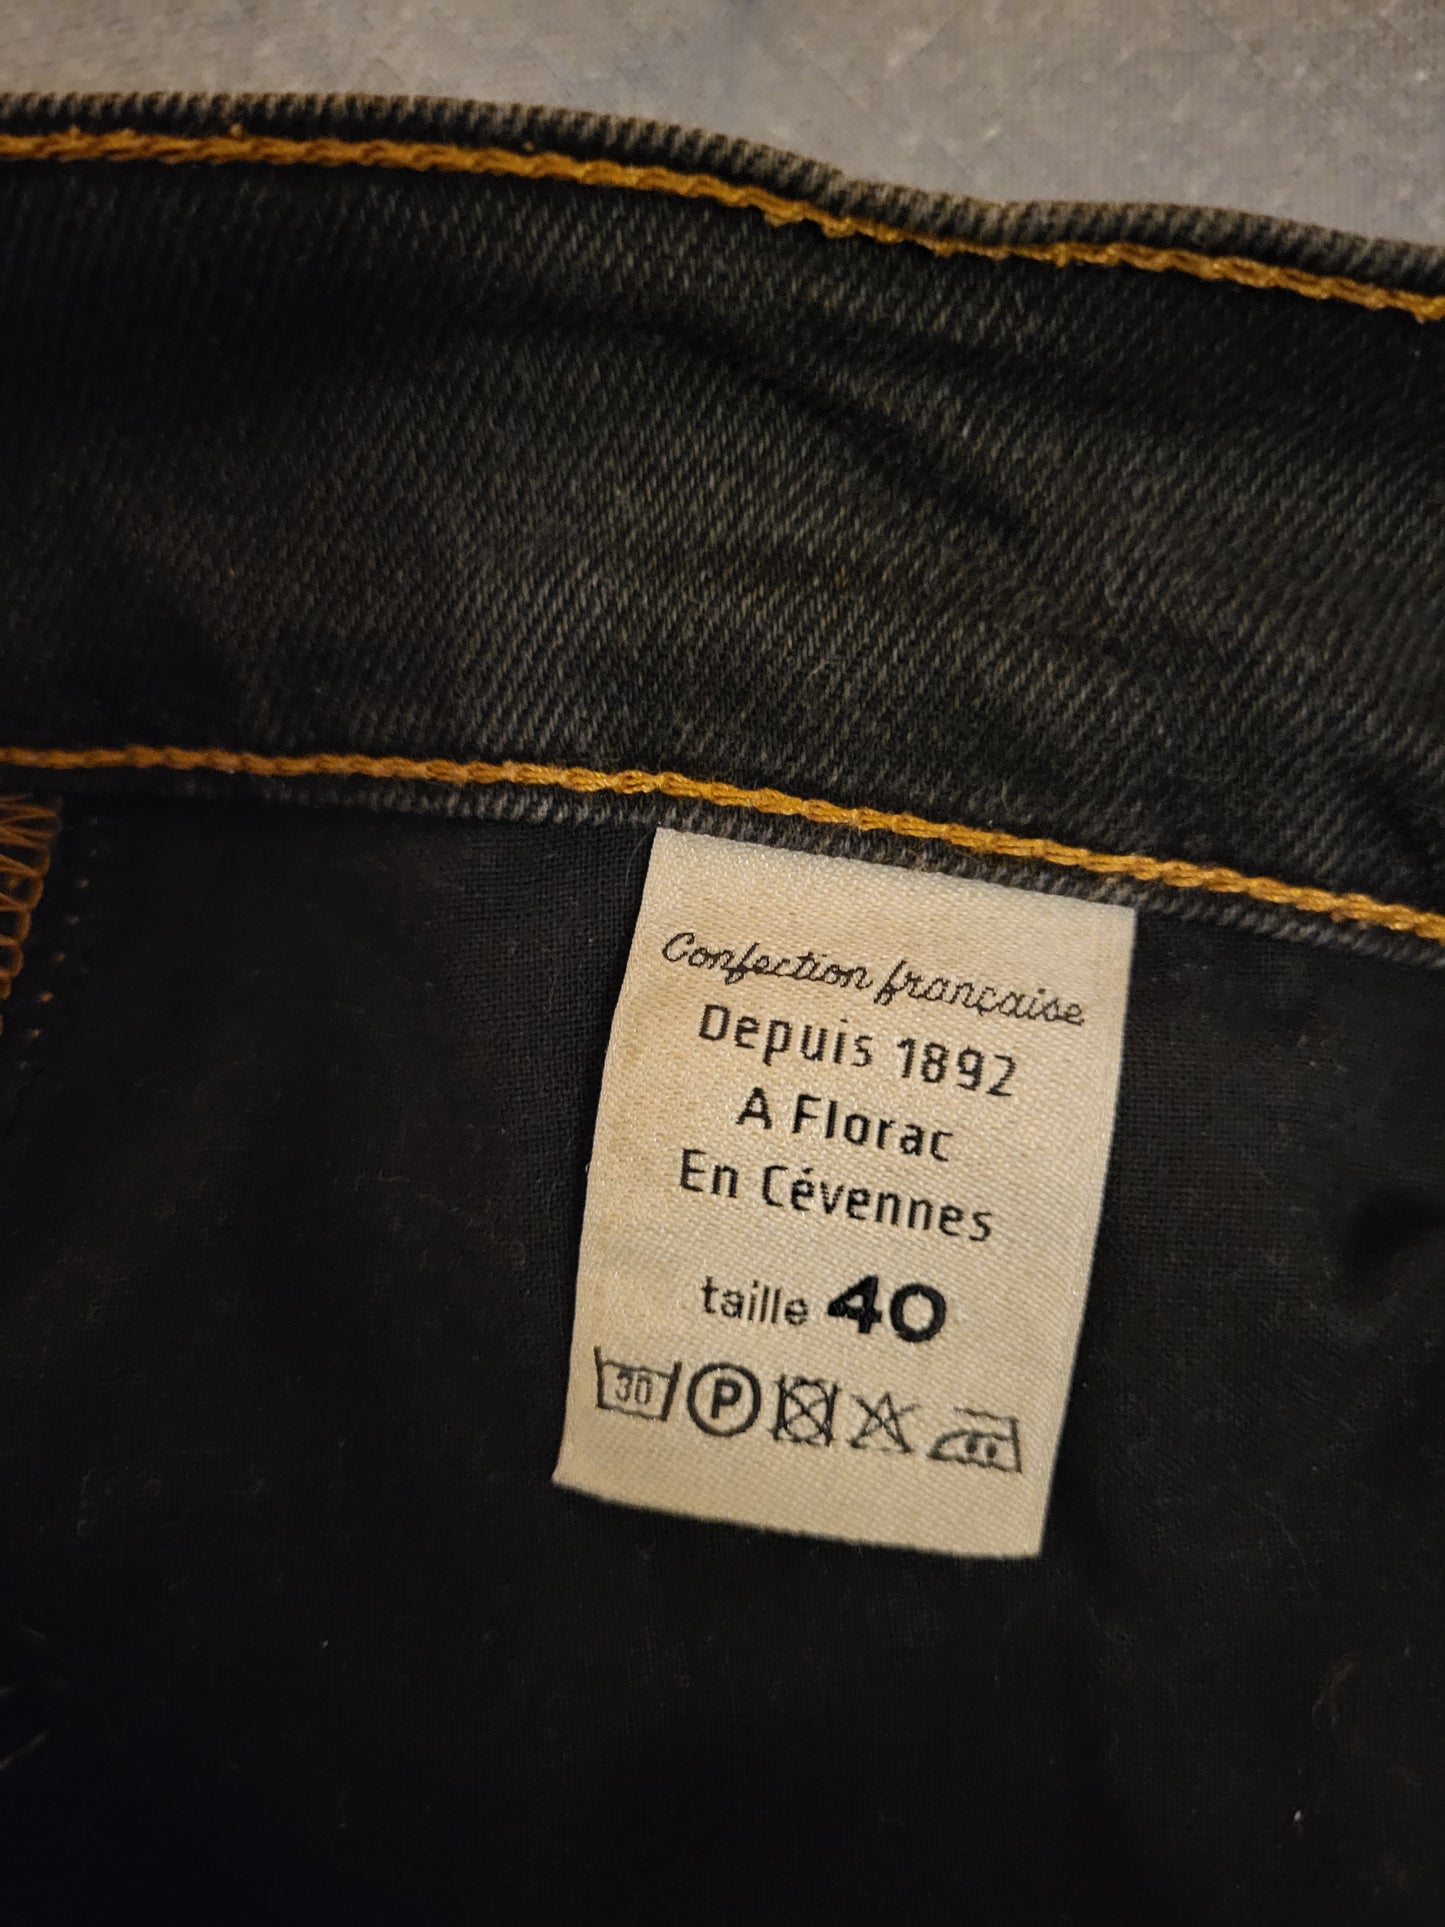 Confection française
Depuis 1892
A Florac
En Cévennes
taille 40
30 P